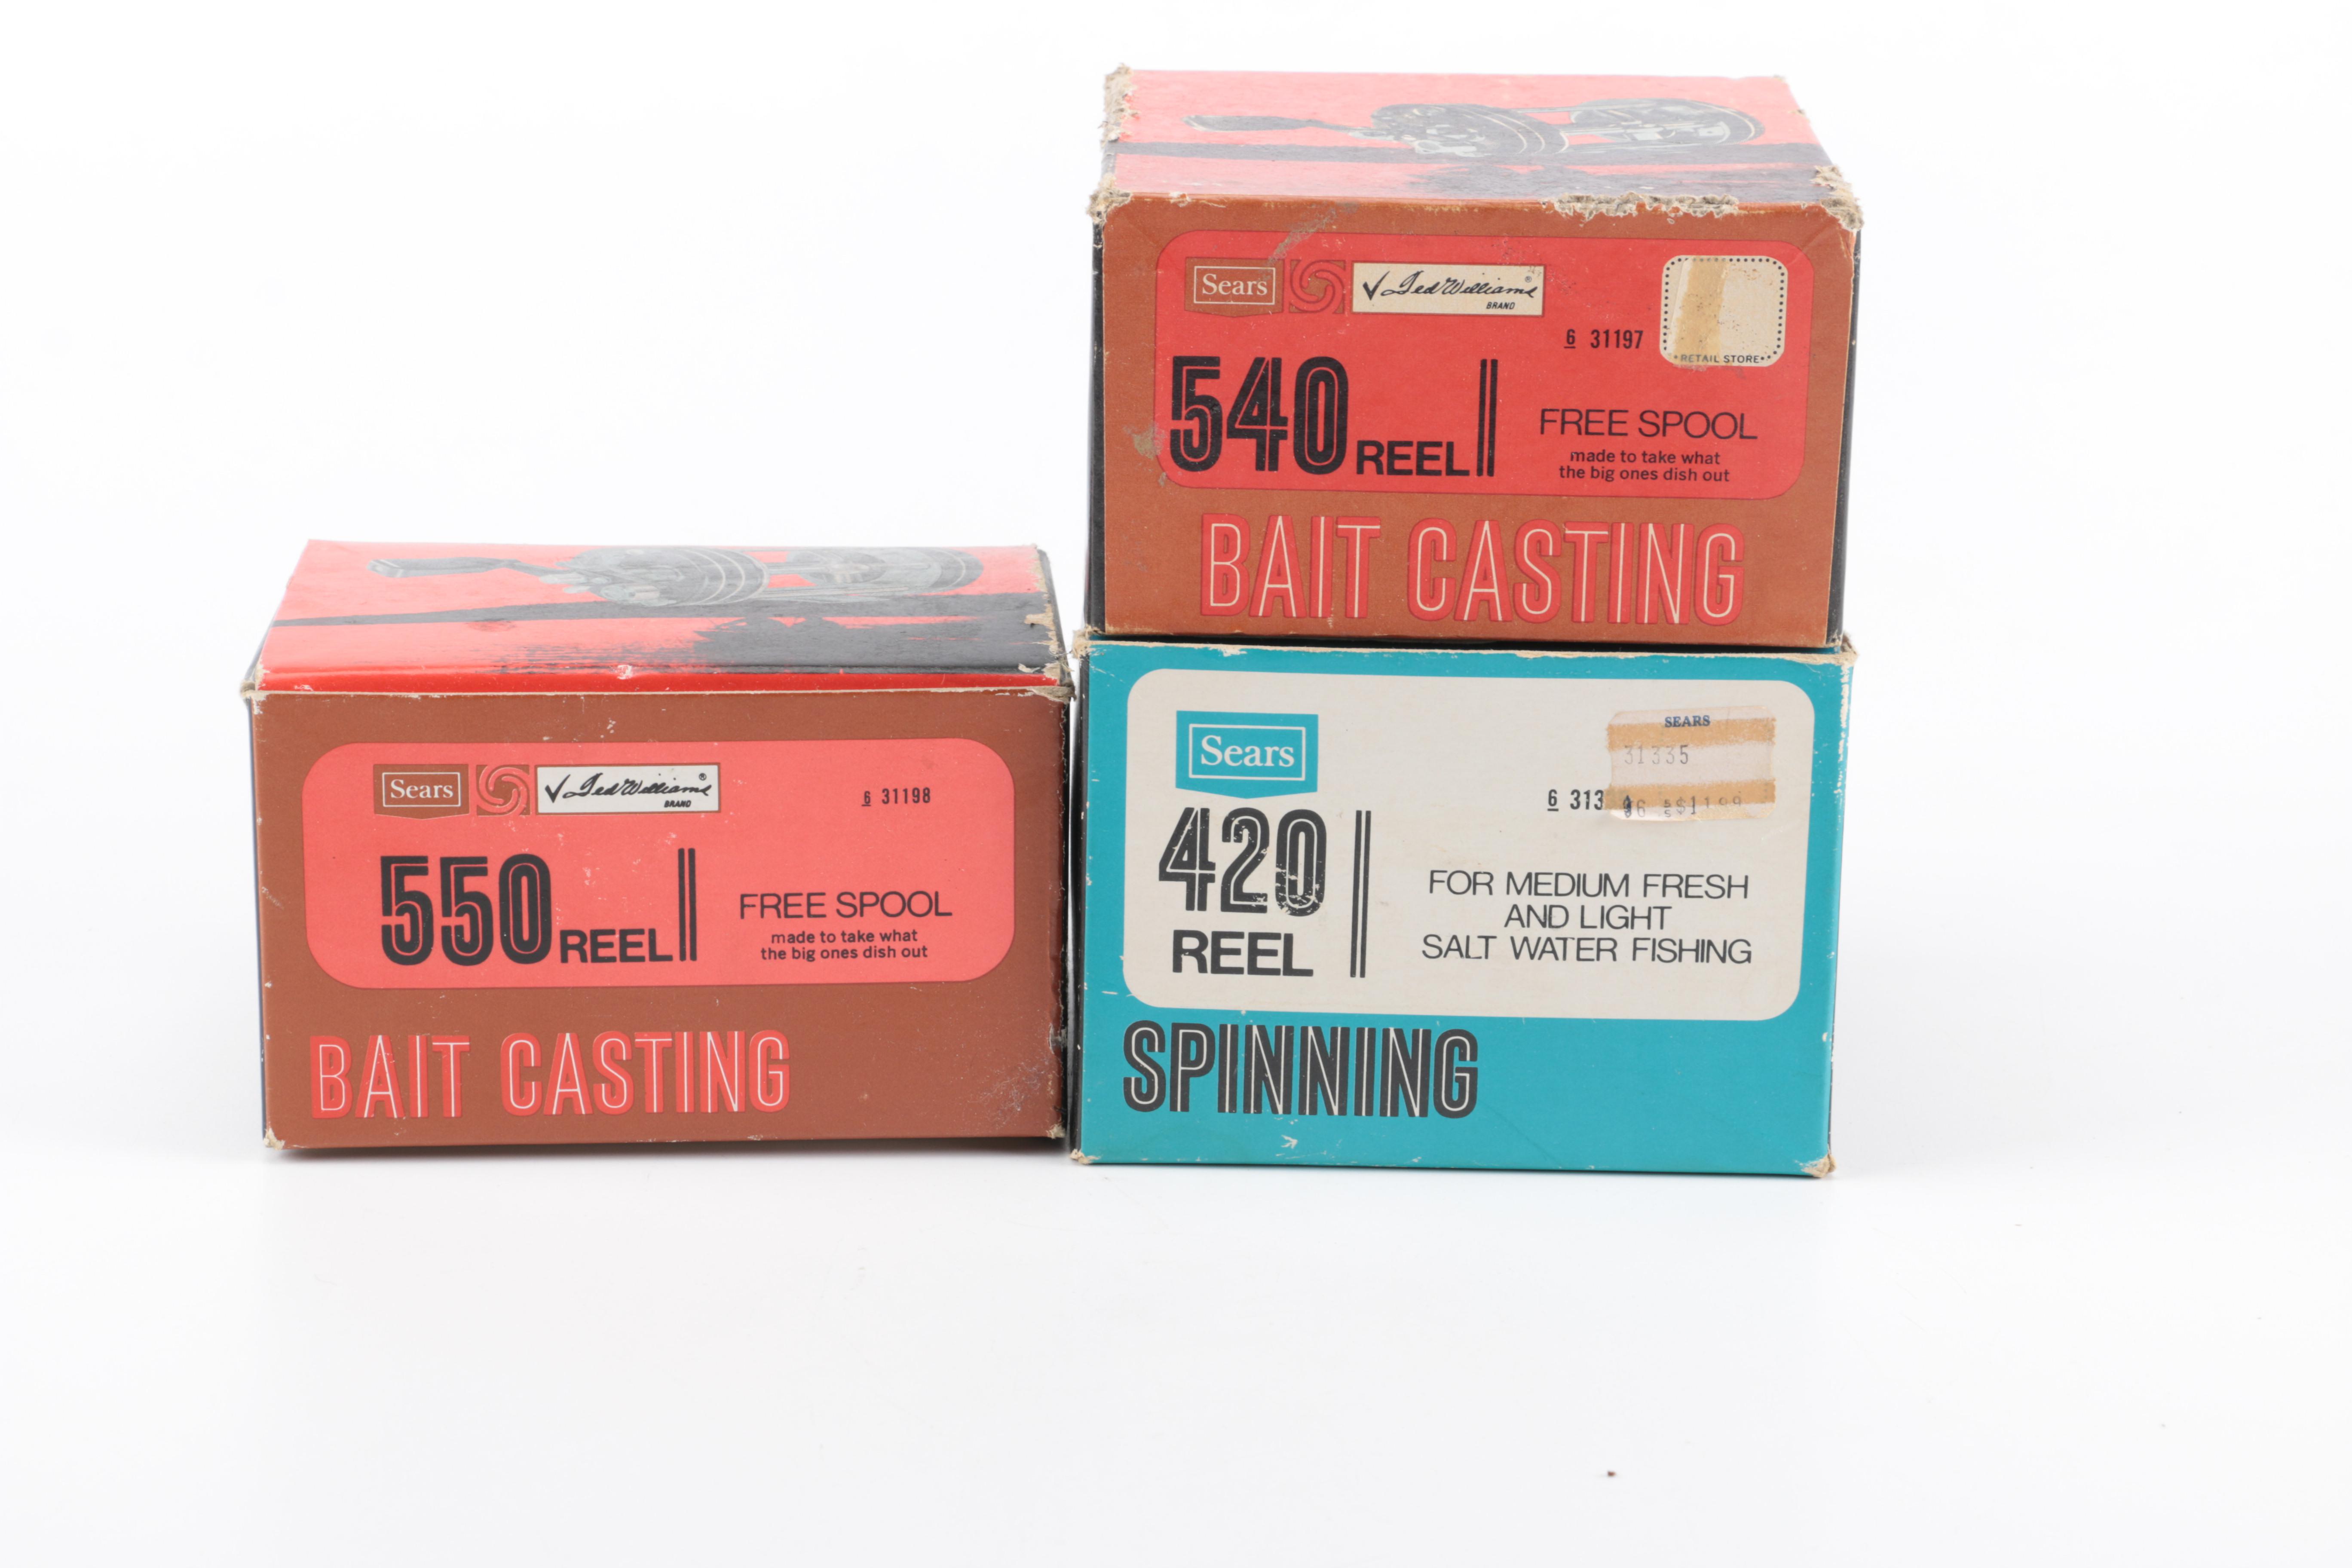 Sears
✓ Ted Williams®
BRAND
6 31197
RETAIL STORE
540 REEL
FREE SPOOL
made to take what
the big ones dish out
BAIT CASTING
Sears
✓ Ted Williams®
BRAND
6 31198
550 REEL
FREE SPOOL
made to take what
the big ones dish out
BAIT CASTING
Sears
SEARS
31335
6 313
$11.99
420
REEL
FOR MEDIUM FRESH
AND LIGHT
SALT WATER FISHING
SPINNING